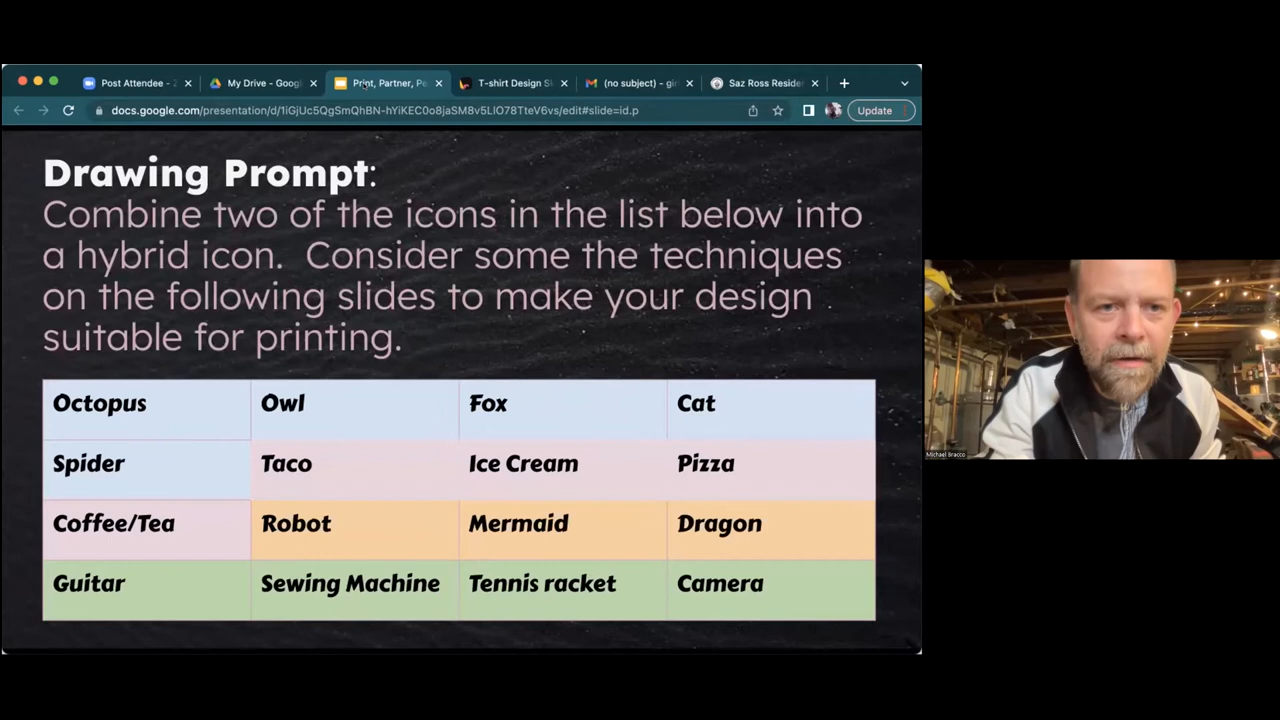 Post Attendee - Z
My Drive - Goog
Print, Partner, Pe
T-shirt Design S
(no subject) - gi
Saz Ross Reside
docs.google.com/presentation/d/1iGjUc5QgSmQhBN-hYiKEC0o8jaSM8v5LlO78TteV6vs/edit#slide=id.p
Update
Drawing Prompt:
Combine two of the icons in the list below into
a hybrid icon. Consider some the techniques
on the following slides to make your design
suitable for printing.
Octopus Owl Fox Cat
Spider Taco Ice Cream Pizza
Coffee/Tea Robot Mermaid Dragon
Guitar Sewing Machine Tennis racket Camera
Michael Bracco